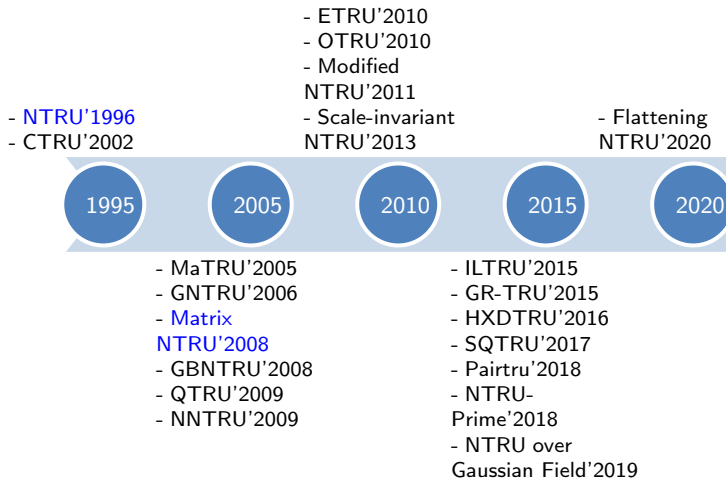 - ETRU'2010
- OTRU'2010
- Modified
NTRU'2011
- Scale-invariant
NTRU'2013
- NTRU'1996
- CTRU'2002
- Flattening
NTRU'2020
1995
2005
2010
2015
2020
- MaTRU'2005
- GNTRU'2006
- Matrix
NTRU'2008
- GBNTRU'2008
- QTRU'2009
- NNTRU'2009
- ILTRU'2015
- GR-TRU'2015
- HXDTRU'2016
- SQTRU'2017
- Pairtru'2018
- NTRU-
Prime'2018
- NTRU over
Gaussian Field'2019